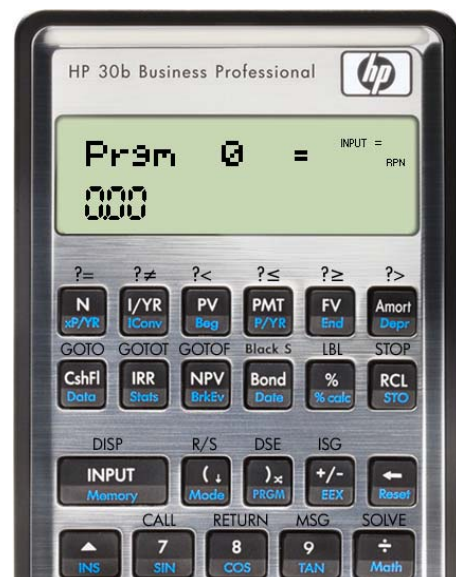 HP 30b Business Professional
hp
Prgm 0 = INPUT = RPN
0.00
?= ?≠ ?< ?≤ ?≥ ?>
N I/YR PV PMT FV Amort
xP/YR IConv Beg P/YR End Depr
GOTO GOTOT GOTOF Black S LBL STOP
CshFl IRR NPV Bond % RCL
Data Stats BrkEv Date % calc STO
DISP R/S DSE ISG
INPUT (↓ )x +/- ←
Memory Mode PRGM EEX Reset
CALL RETURN MSG SOLVE
▲ 7 8 9 ÷
INS SIN COS TAN Math